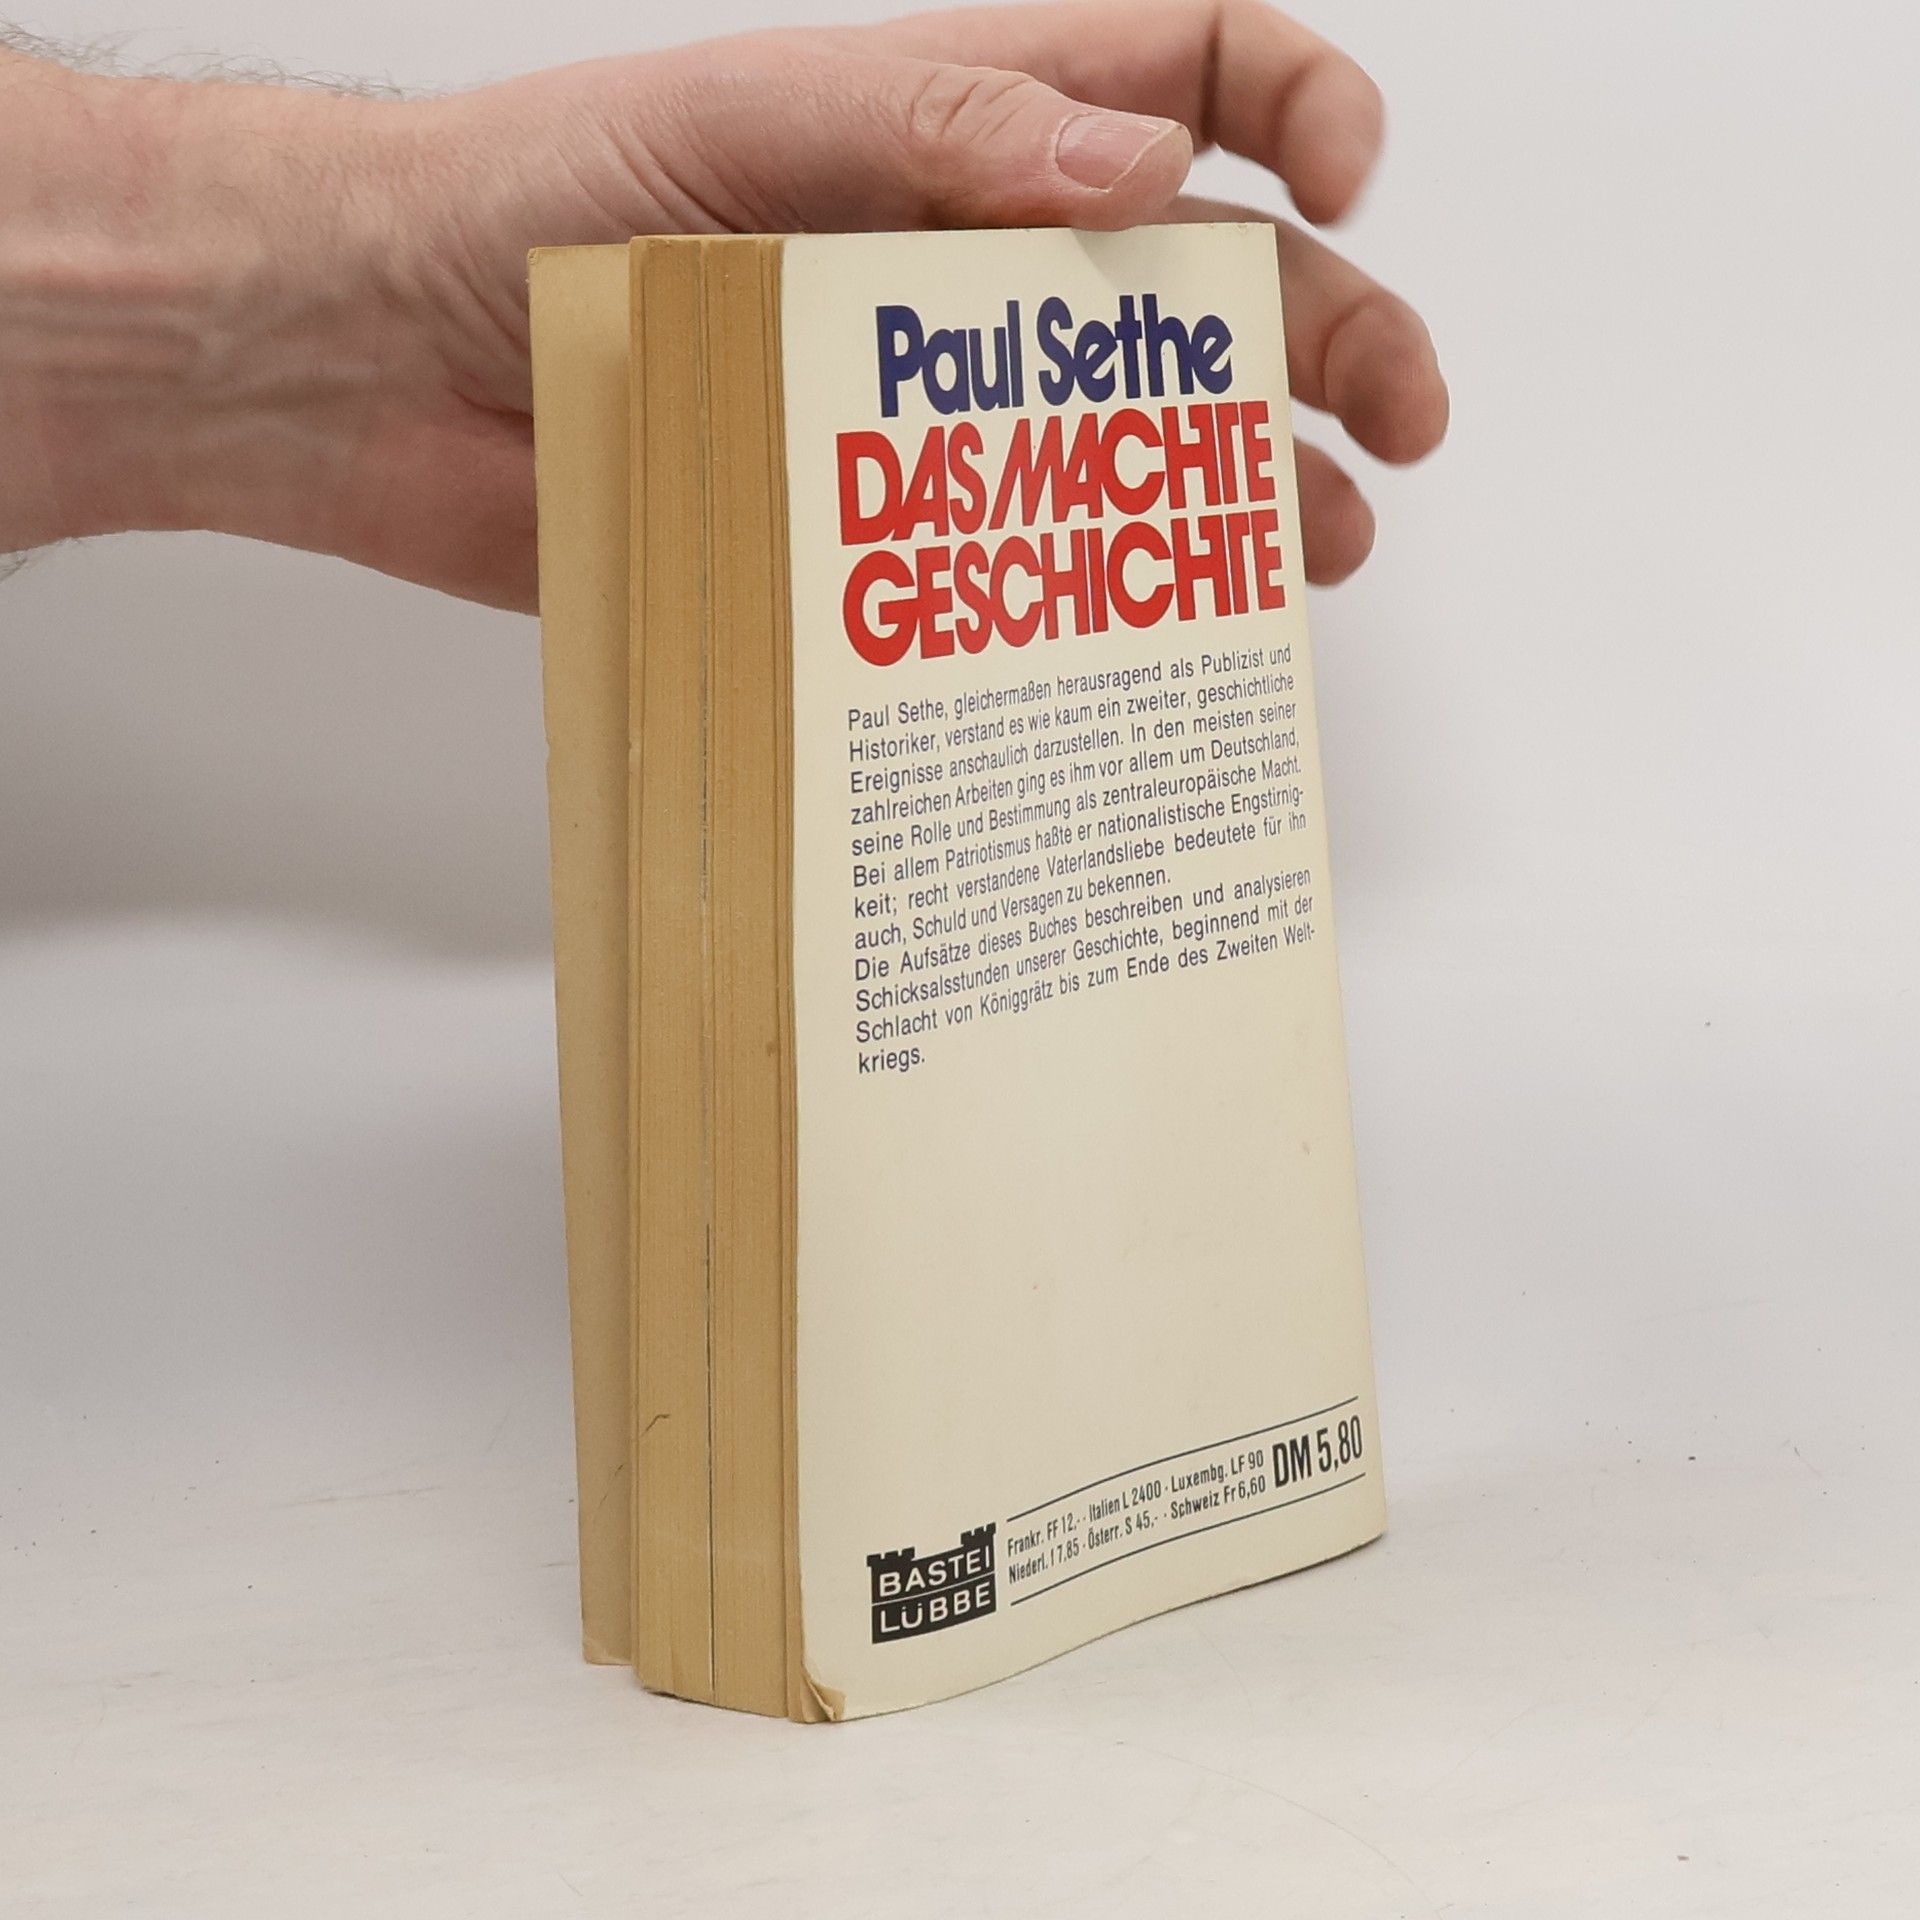 Paul Sethe
DAS MACHTE
GESCHICHTE
Paul Sethe, gleichermaßen herausragend als Publizist und
Historiker, verstand es wie kaum ein zweiter, geschichtliche
Ereignisse anschaulich darzustellen. In den meisten seiner
zahlreichen Arbeiten ging es ihm vor allem um Deutschland,
seine Rolle und Bestimmung als zentraleuropäische Macht.
Bei allem Patriotismus haßte er nationalistische Engstirnig-
keit; recht verstandene Vaterlandsliebe bedeutete für ihn
auch, Schuld und Versagen zu bekennen.
Die Aufsätze dieses Buches beschreiben und analysieren
Schicksalsstunden unserer Geschichte, beginnend mit der
Schlacht von Königgrätz bis zum Ende des Zweiten Welt-
kriegs.
BASTEI
LÜBBE
Frankr. FF 12,- · Italien L 2400 · Luxembg. LF 90
Niederl. f 7,85 · Österr. S 45,- · Schweiz Fr 6,60
DM 5,80